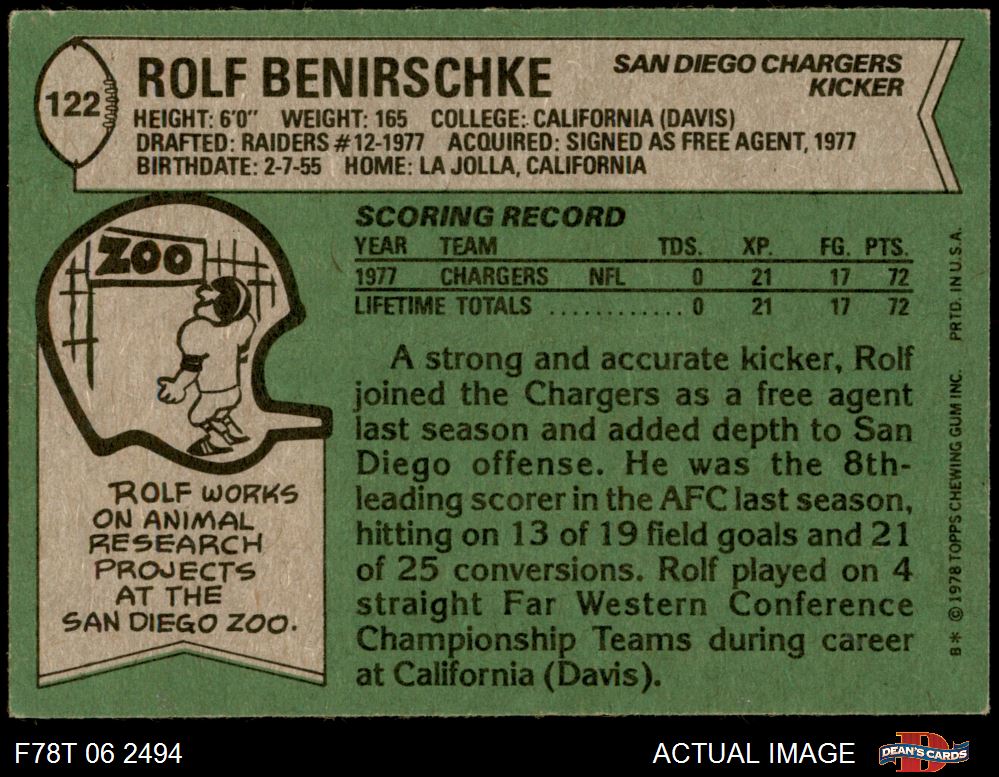 122
ROLF BENIRSCHKE
SAN DIEGO CHARGERS
KICKER
HEIGHT: 6'0" WEIGHT: 165 COLLEGE: CALIFORNIA (DAVIS)
DRAFTED: RAIDERS #12-1977 ACQUIRED: SIGNED AS FREE AGENT, 1977
BIRTHDATE: 2-7-55 HOME: LA JOLLA, CALIFORNIA
ZOO
ROLF WORKS
ON ANIMAL
RESEARCH
PROJECTS
AT THE
SAN DIEGO ZOO.
SCORING RECORD
YEAR TEAM TDS. XP. FG. PTS.
1977 CHARGERS NFL 0 21 17 72
LIFETIME TOTALS ............ 0 21 17 72
A strong and accurate kicker, Rolf
joined the Chargers as a free agent
last season and added depth to San
Diego offense. He was the 8th-
leading scorer in the AFC last season,
hitting on 13 of 19 field goals and 21
of 25 conversions. Rolf played on 4
straight Far Western Conference
Championship Teams during career
at California (Davis).
B* © 1978 TOPPS CHEWING GUM INC. PRTD. IN U.S.A.
F78T 06 2494
ACTUAL IMAGE
D
DEAN'S CARDS